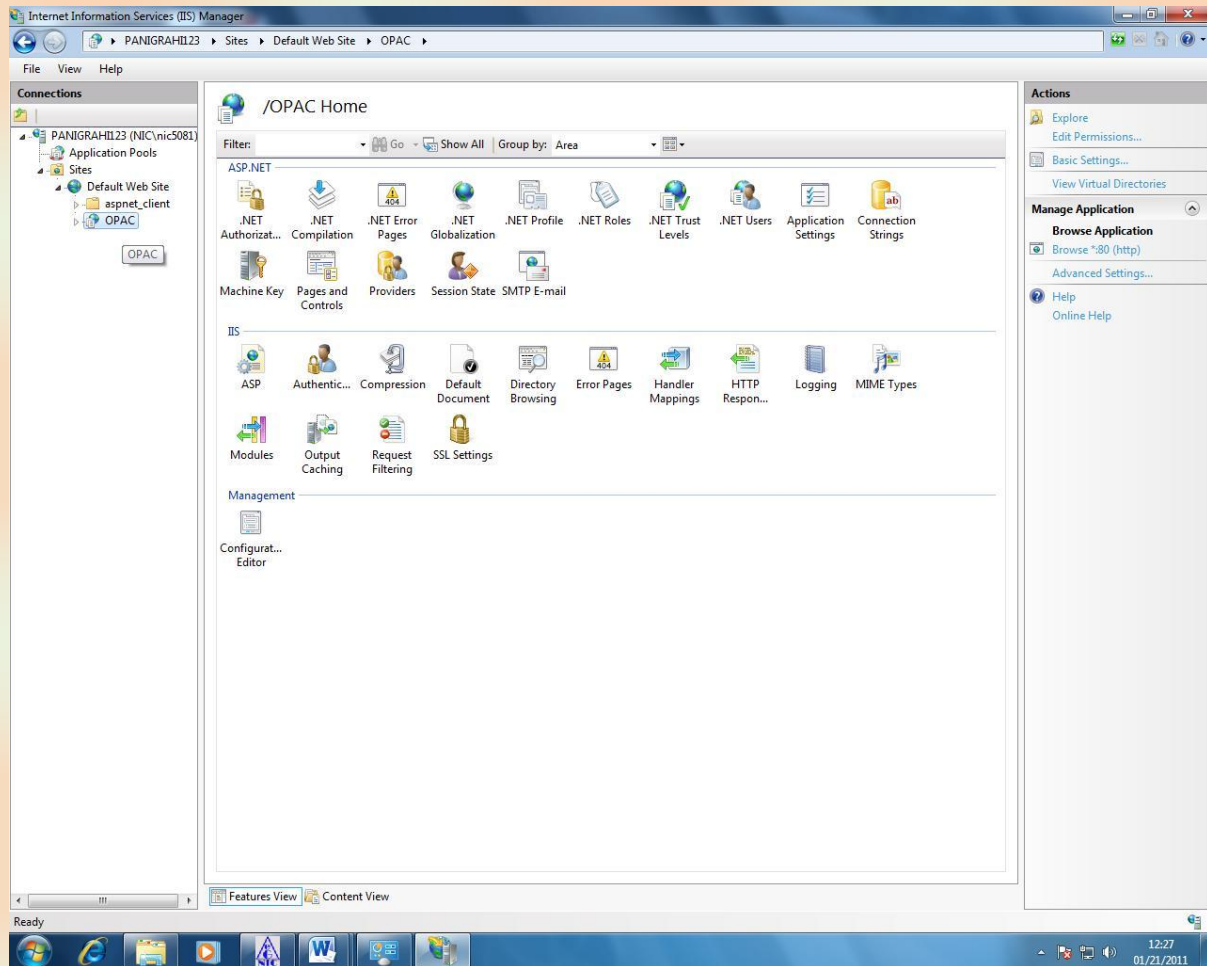 Internet Information Services (IIS) Manager
PANIGRAHI123 Sites Default Web Site OPAC
File View Help
Connections
PANIGRAHI123 (NIC\nic5081)
Application Pools
Sites
Default Web Site
aspnet_client
OPAC
OPAC
/OPAC Home
Filter: Go Show All Group by: Area
ASP.NET
.NET Authorizat... .NET Compilation .NET Error Pages .NET Globalization .NET Profile .NET Roles .NET Trust Levels .NET Users Application Settings Connection Strings
Machine Key Pages and Controls Providers Session State SMTP E-mail
IIS
ASP Authentic... Compression Default Document Directory Browsing Error Pages Handler Mappings HTTP Respon... Logging MIME Types
Modules Output Caching Request Filtering SSL Settings
Management
Configurat... Editor
Features View Content View
Actions
Explore
Edit Permissions...
Basic Settings...
View Virtual Directories
Manage Application
Browse Application
Browse *:80 (http)
Advanced Settings...
Help
Online Help
Ready
NIC
12:27
01/21/2011